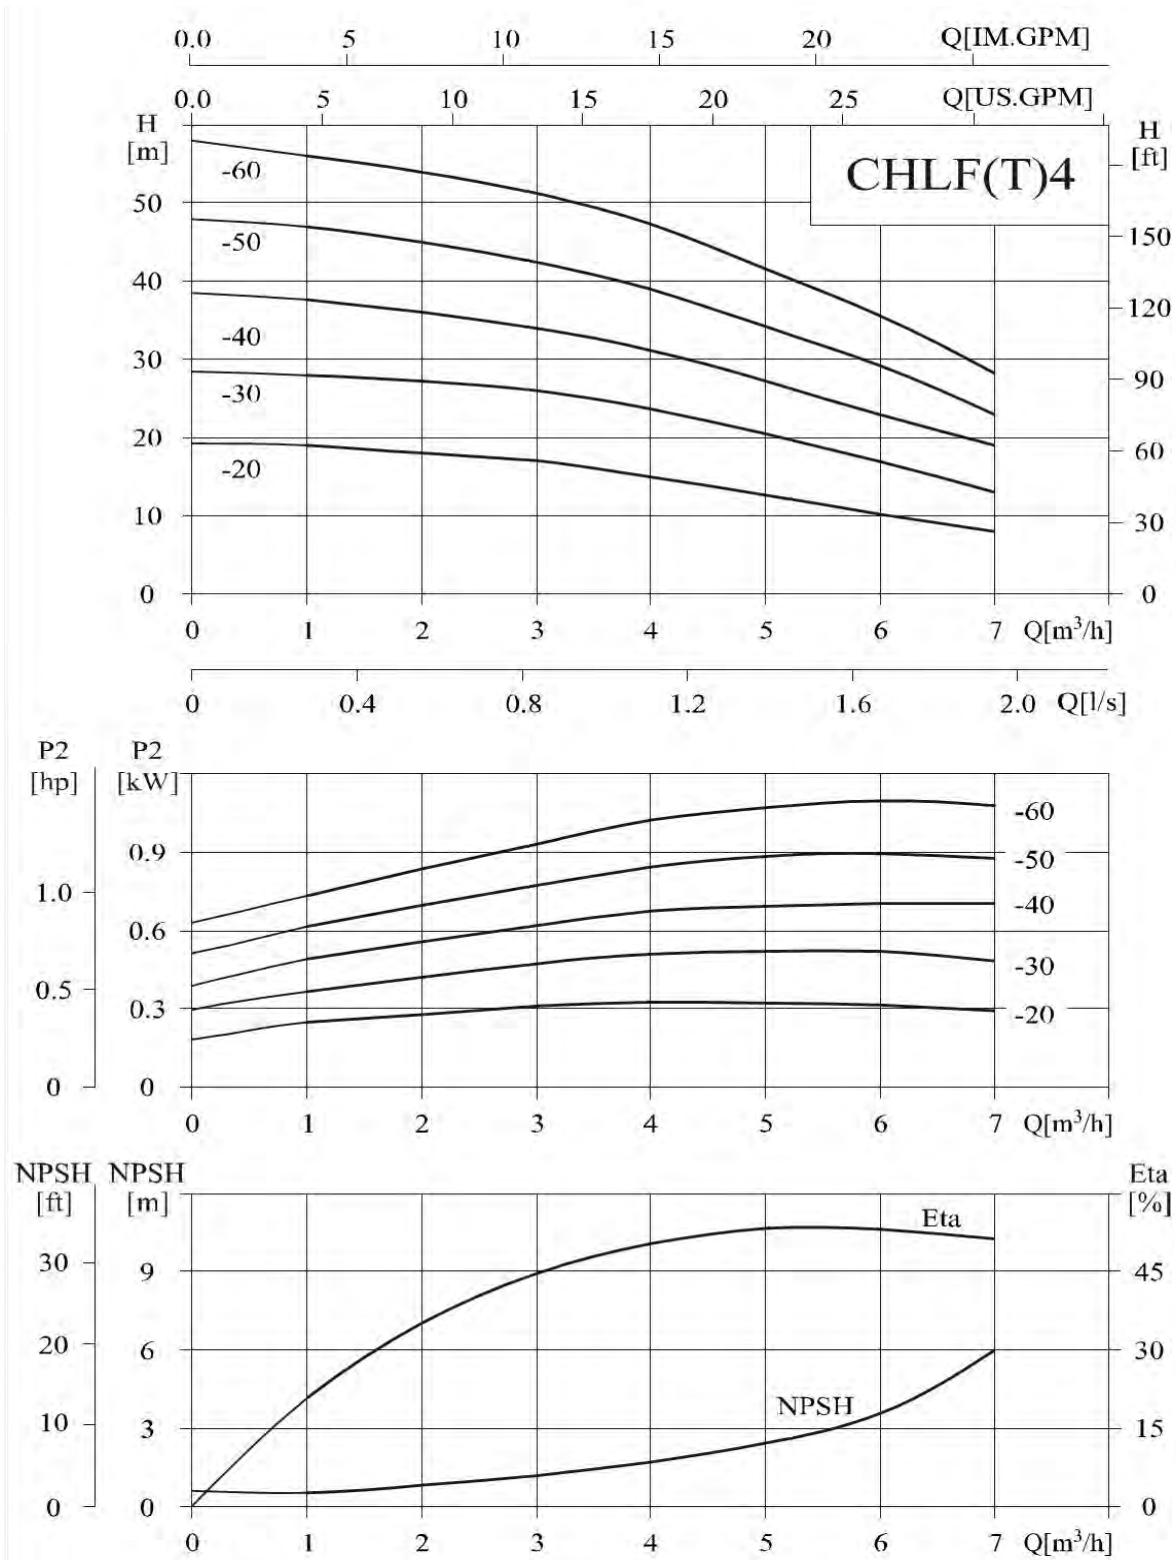 0.0 5 10 15 20 Q[IM.GPM]
0.0 5 10 15 20 25 Q[US.GPM]
H H
[m] [ft]
CHLF(T)4
-60
50
150
-50
40
120
-40
30
90
-30
20
60
-20
10
30
0 0
0 1 2 3 4 5 6 7 Q[m³/h]
0 0.4 0.8 1.2 1.6 2.0 Q[l/s]
P2 P2
[hp] [kW]
-60
0.9 -50
1.0 -40
0.6
-30
0.5
0.3 -20
0 0
0 1 2 3 4 5 6 7 Q[m³/h]
NPSH NPSH Eta
[ft] [m] [%]
Eta
30 9 45
20 6 30
NPSH
10 3 15
0 0 0
0 1 2 3 4 5 6 7 Q[m³/h]